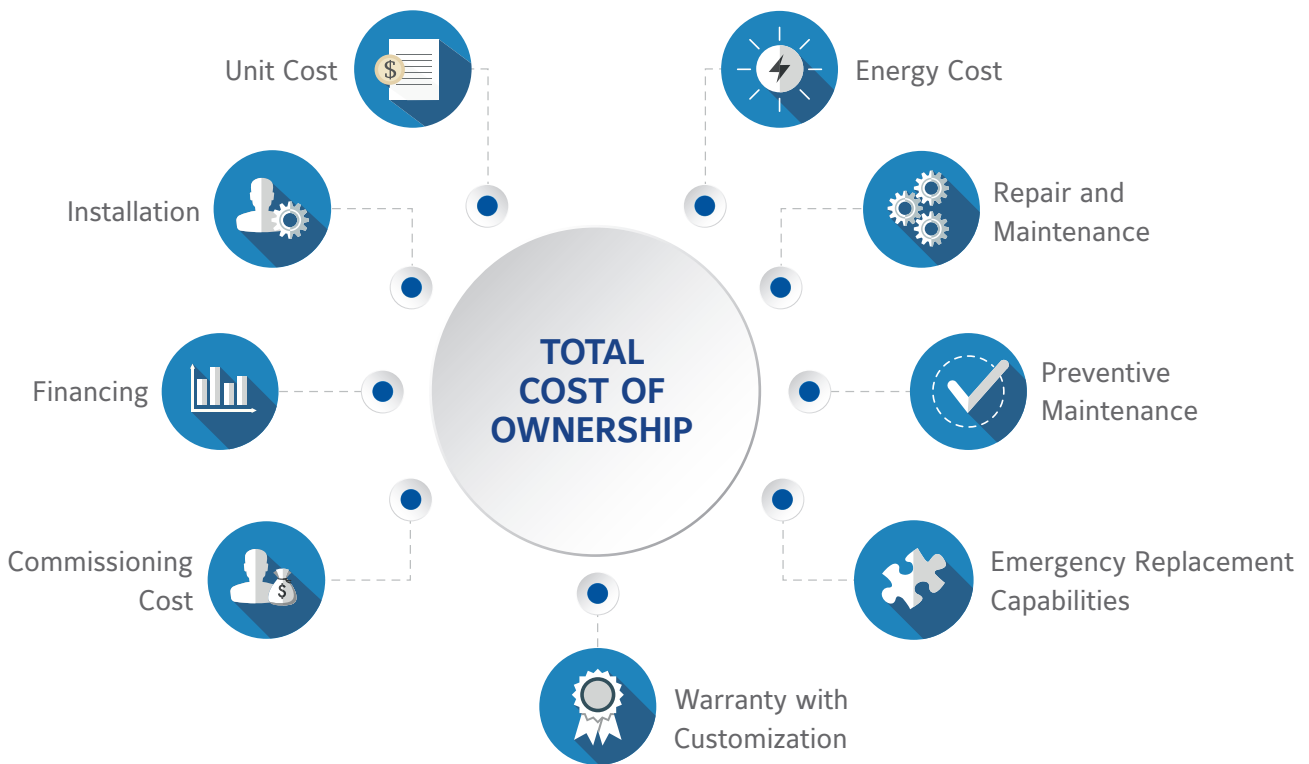 Unit Cost
$
Energy Cost
Installation
Repair and
Maintenance
TOTAL
COST OF
OWNERSHIP
Financing
Preventive
Maintenance
Commissioning
Cost
$
Emergency Replacement
Capabilities
Warranty with
Customization